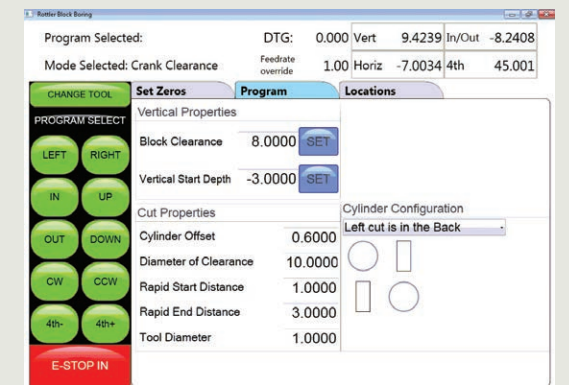 Rottler Block Boring
Program Selected: DTG: 0.000 Vert 9.4239 In/Out -8.2408
Mode Selected: Crank Clearance Feedrate override 1.00 Horiz -7.0034 4th 45.001
CHANGE TOOL
Set Zeros Program Locations
PROGRAM SELECT
LEFT RIGHT
IN UP
OUT DOWN
CW CCW
4th- 4th+
E-STOP IN
Vertical Properties
Block Clearance 8.0000 SET
Vertical Start Depth -3.0000 SET
Cut Properties
Cylinder Offset 0.6000
Diameter of Clearance 10.0000
Rapid Start Distance 1.0000
Rapid End Distance 3.0000
Tool Diameter 1.0000
Cylinder Configuration
Left cut is in the Back